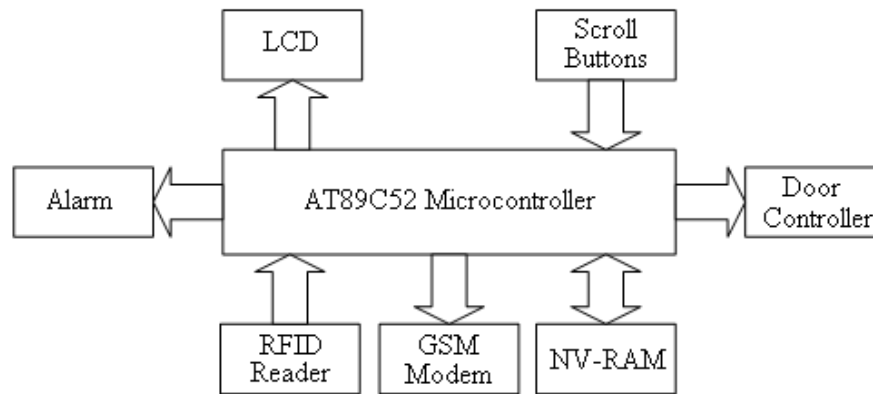 LCD
Scroll
Buttons
Alarm
AT89C52 Microcontroller
Door
Controller
RFID
Reader
GSM
Modem
NV-RAM